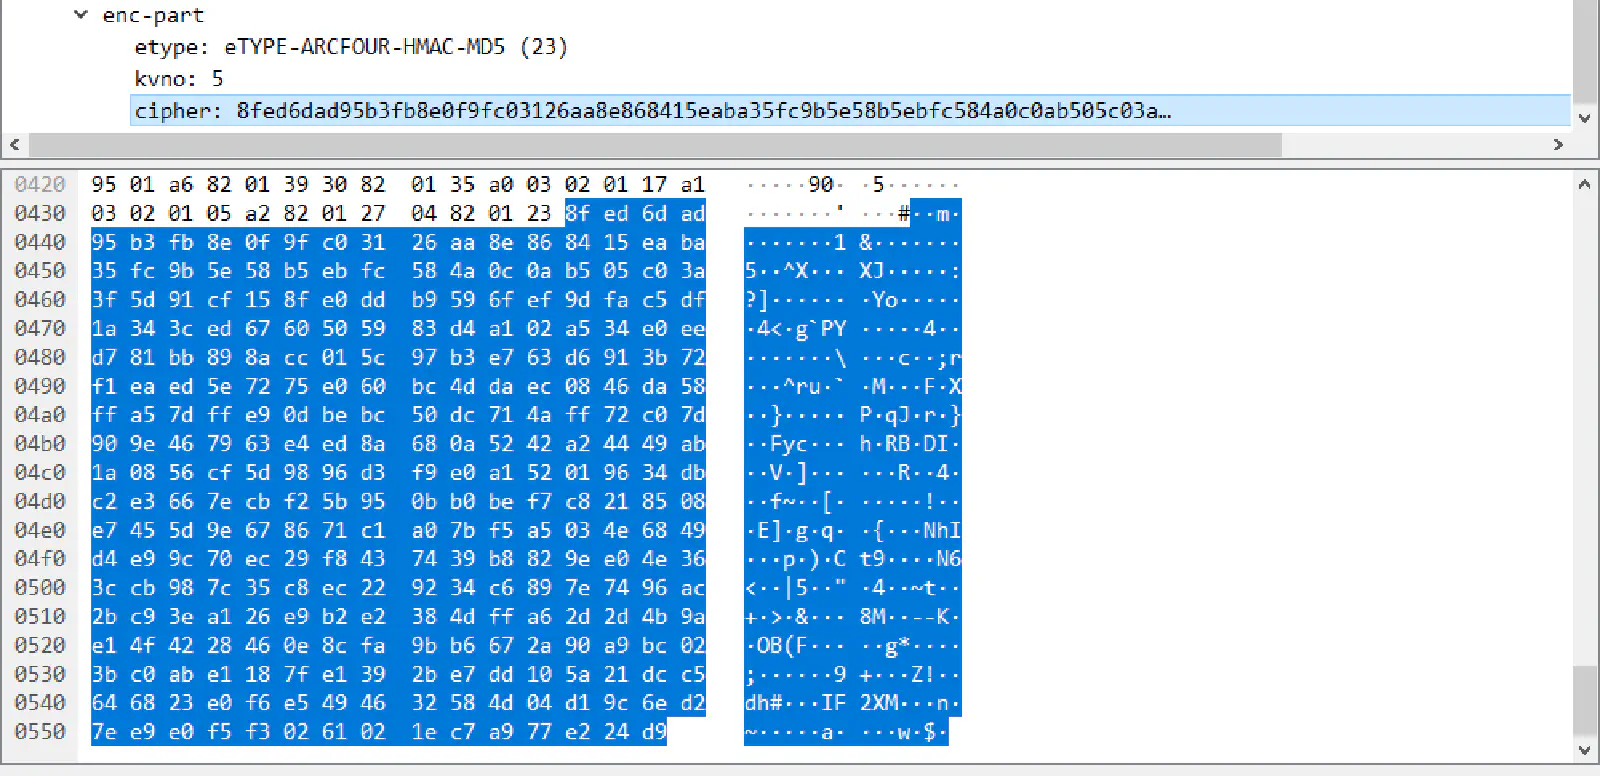 enc-part
etype: eTYPE-ARCFOUR-HMAC-MD5 (23)
kvno: 5
cipher: 8fed6dad95b3fb8e0f9fc03126aa8e868415eaba35fc9b5e58b5ebfc584a0c0ab505c03a…
0420 95 01 a6 82 01 39 30 82 01 35 a0 03 02 01 17 a1 ·····90· ·5······
0430 03 02 01 05 a2 82 01 27 04 82 01 23 8f ed 6d ad ·······' ···#··m·
0440 95 b3 fb 8e 0f 9f c0 31 26 aa 8e 86 84 15 ea ba ·······1 &·······
0450 35 fc 9b 5e 58 b5 eb fc 58 4a 0c 0a b5 05 c0 3a 5··^X··· XJ·····:
0460 3f 5d 91 cf 15 8f e0 dd b9 59 6f ef 9d fa c5 df ?]······ ·Yo·····
0470 1a 34 3c ed 67 60 50 59 83 d4 a1 02 a5 34 e0 ee ·4<·g`PY ·····4··
0480 d7 81 bb 89 8a cc 01 5c 97 b3 e7 63 d6 91 3b 72 ·······\ ···c··;r
0490 f1 ea ed 5e 72 75 e0 60 bc 4d da ec 08 46 da 58 ···^ru·` ·M···F·X
04a0 ff a5 7d ff e9 0d be bc 50 dc 71 4a ff 72 c0 7d ··}····· P·qJ·r·}
04b0 90 9e 46 79 63 e4 ed 8a 68 0a 52 42 a2 44 49 ab ··Fyc··· h·RB·DI·
04c0 1a 08 56 cf 5d 98 96 d3 f9 e0 a1 52 01 96 34 db ··V·]··· ···R··4·
04d0 c2 e3 66 7e cb f2 5b 95 0b b0 be f7 c8 21 85 08 ··f~··[· ·····!··
04e0 e7 45 5d 9e 67 86 71 c1 a0 7b f5 a5 03 4e 68 49 ·E]·g·q· ·{···NhI
04f0 d4 e9 9c 70 ec 29 f8 43 74 39 b8 82 9e e0 4e 36 ···p·)·C t9····N6
0500 3c cb 98 7c 35 c8 ec 22 92 34 c6 89 7e 74 96 ac <··|5··" ·4··~t··
0510 2b c9 3e a1 26 e9 b2 e2 38 4d ff a6 2d 2d 4b 9a +·>·&··· 8M··--K·
0520 e1 4f 42 28 46 0e 8c fa 9b b6 67 2a 90 a9 bc 02 ·OB(F··· ··g*····
0530 3b c0 ab e1 18 7f e1 39 2b e7 dd 10 5a 21 dc c5 ;······9 +···Z!··
0540 64 68 23 e0 f6 e5 49 46 32 58 4d 04 d1 9c 6e d2 dh#···IF 2XM···n·
0550 7e e9 e0 f5 f3 02 61 02 1e c7 a9 77 e2 24 d9 ~·····a· ···w·$·